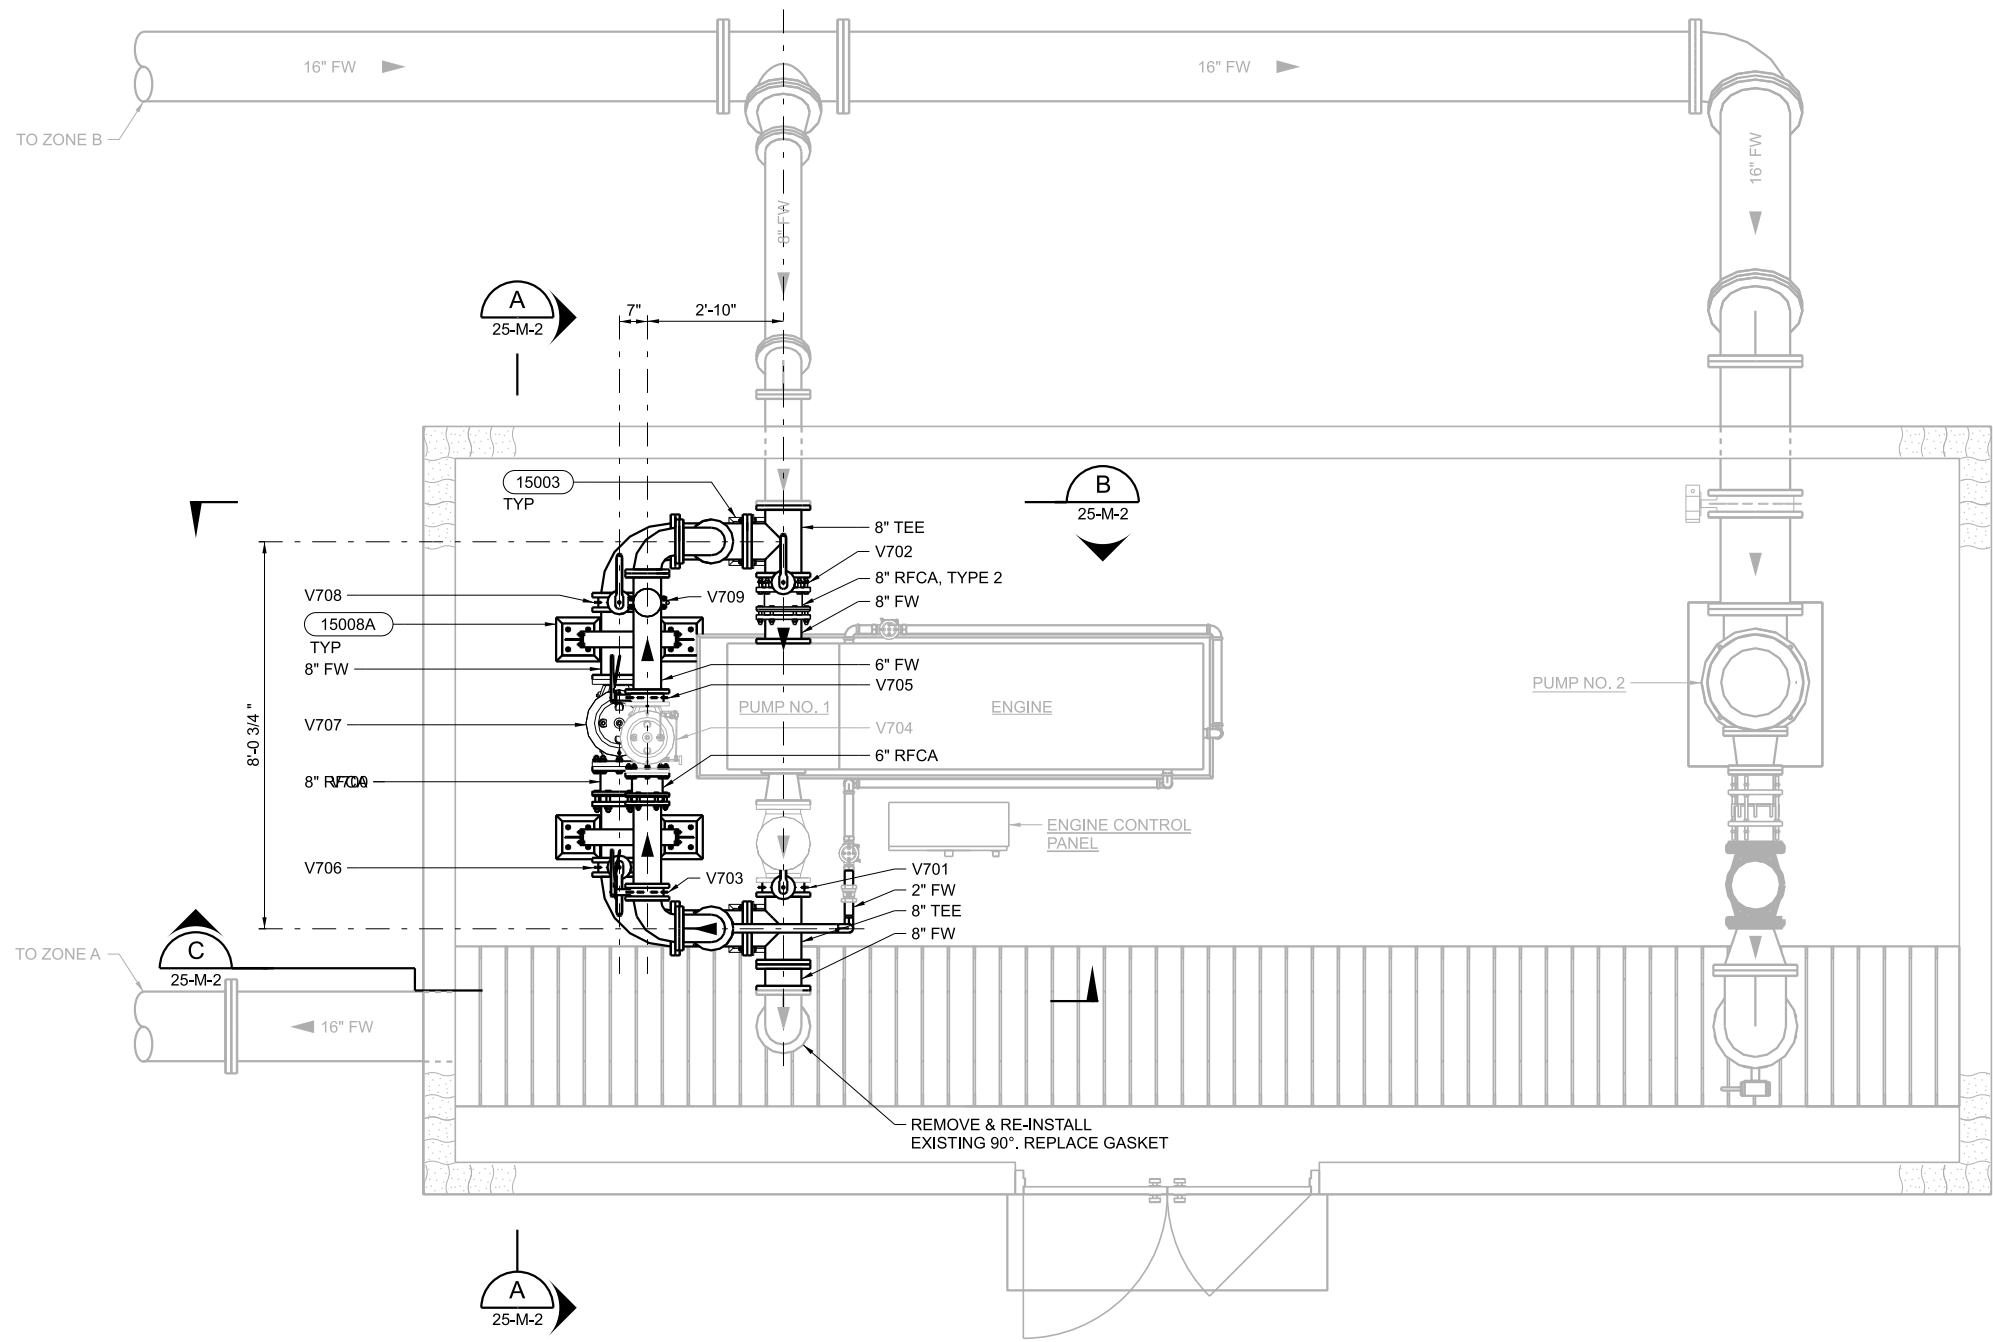 16" FW
16" FW
TO ZONE B
16" FW
8" FW
A
25-M-2
7"
2'-10"
15003
TYP
B
25-M-2
8" TEE
V702
8" RFCA, TYPE 2
8" FW
V708
V709
15008A
TYP
8" FW
6" FW
V705
PUMP NO. 1
ENGINE
PUMP NO. 2
V707
V704
8'-0 3/4 "
6" RFCA
8" RFCA
ENGINE CONTROL
PANEL
V706
V703
V701
2" FW
8" TEE
8" FW
C
25-M-2
TO ZONE A
16" FW
REMOVE & RE-INSTALL
EXISTING 90°. REPLACE GASKET
A
25-M-2